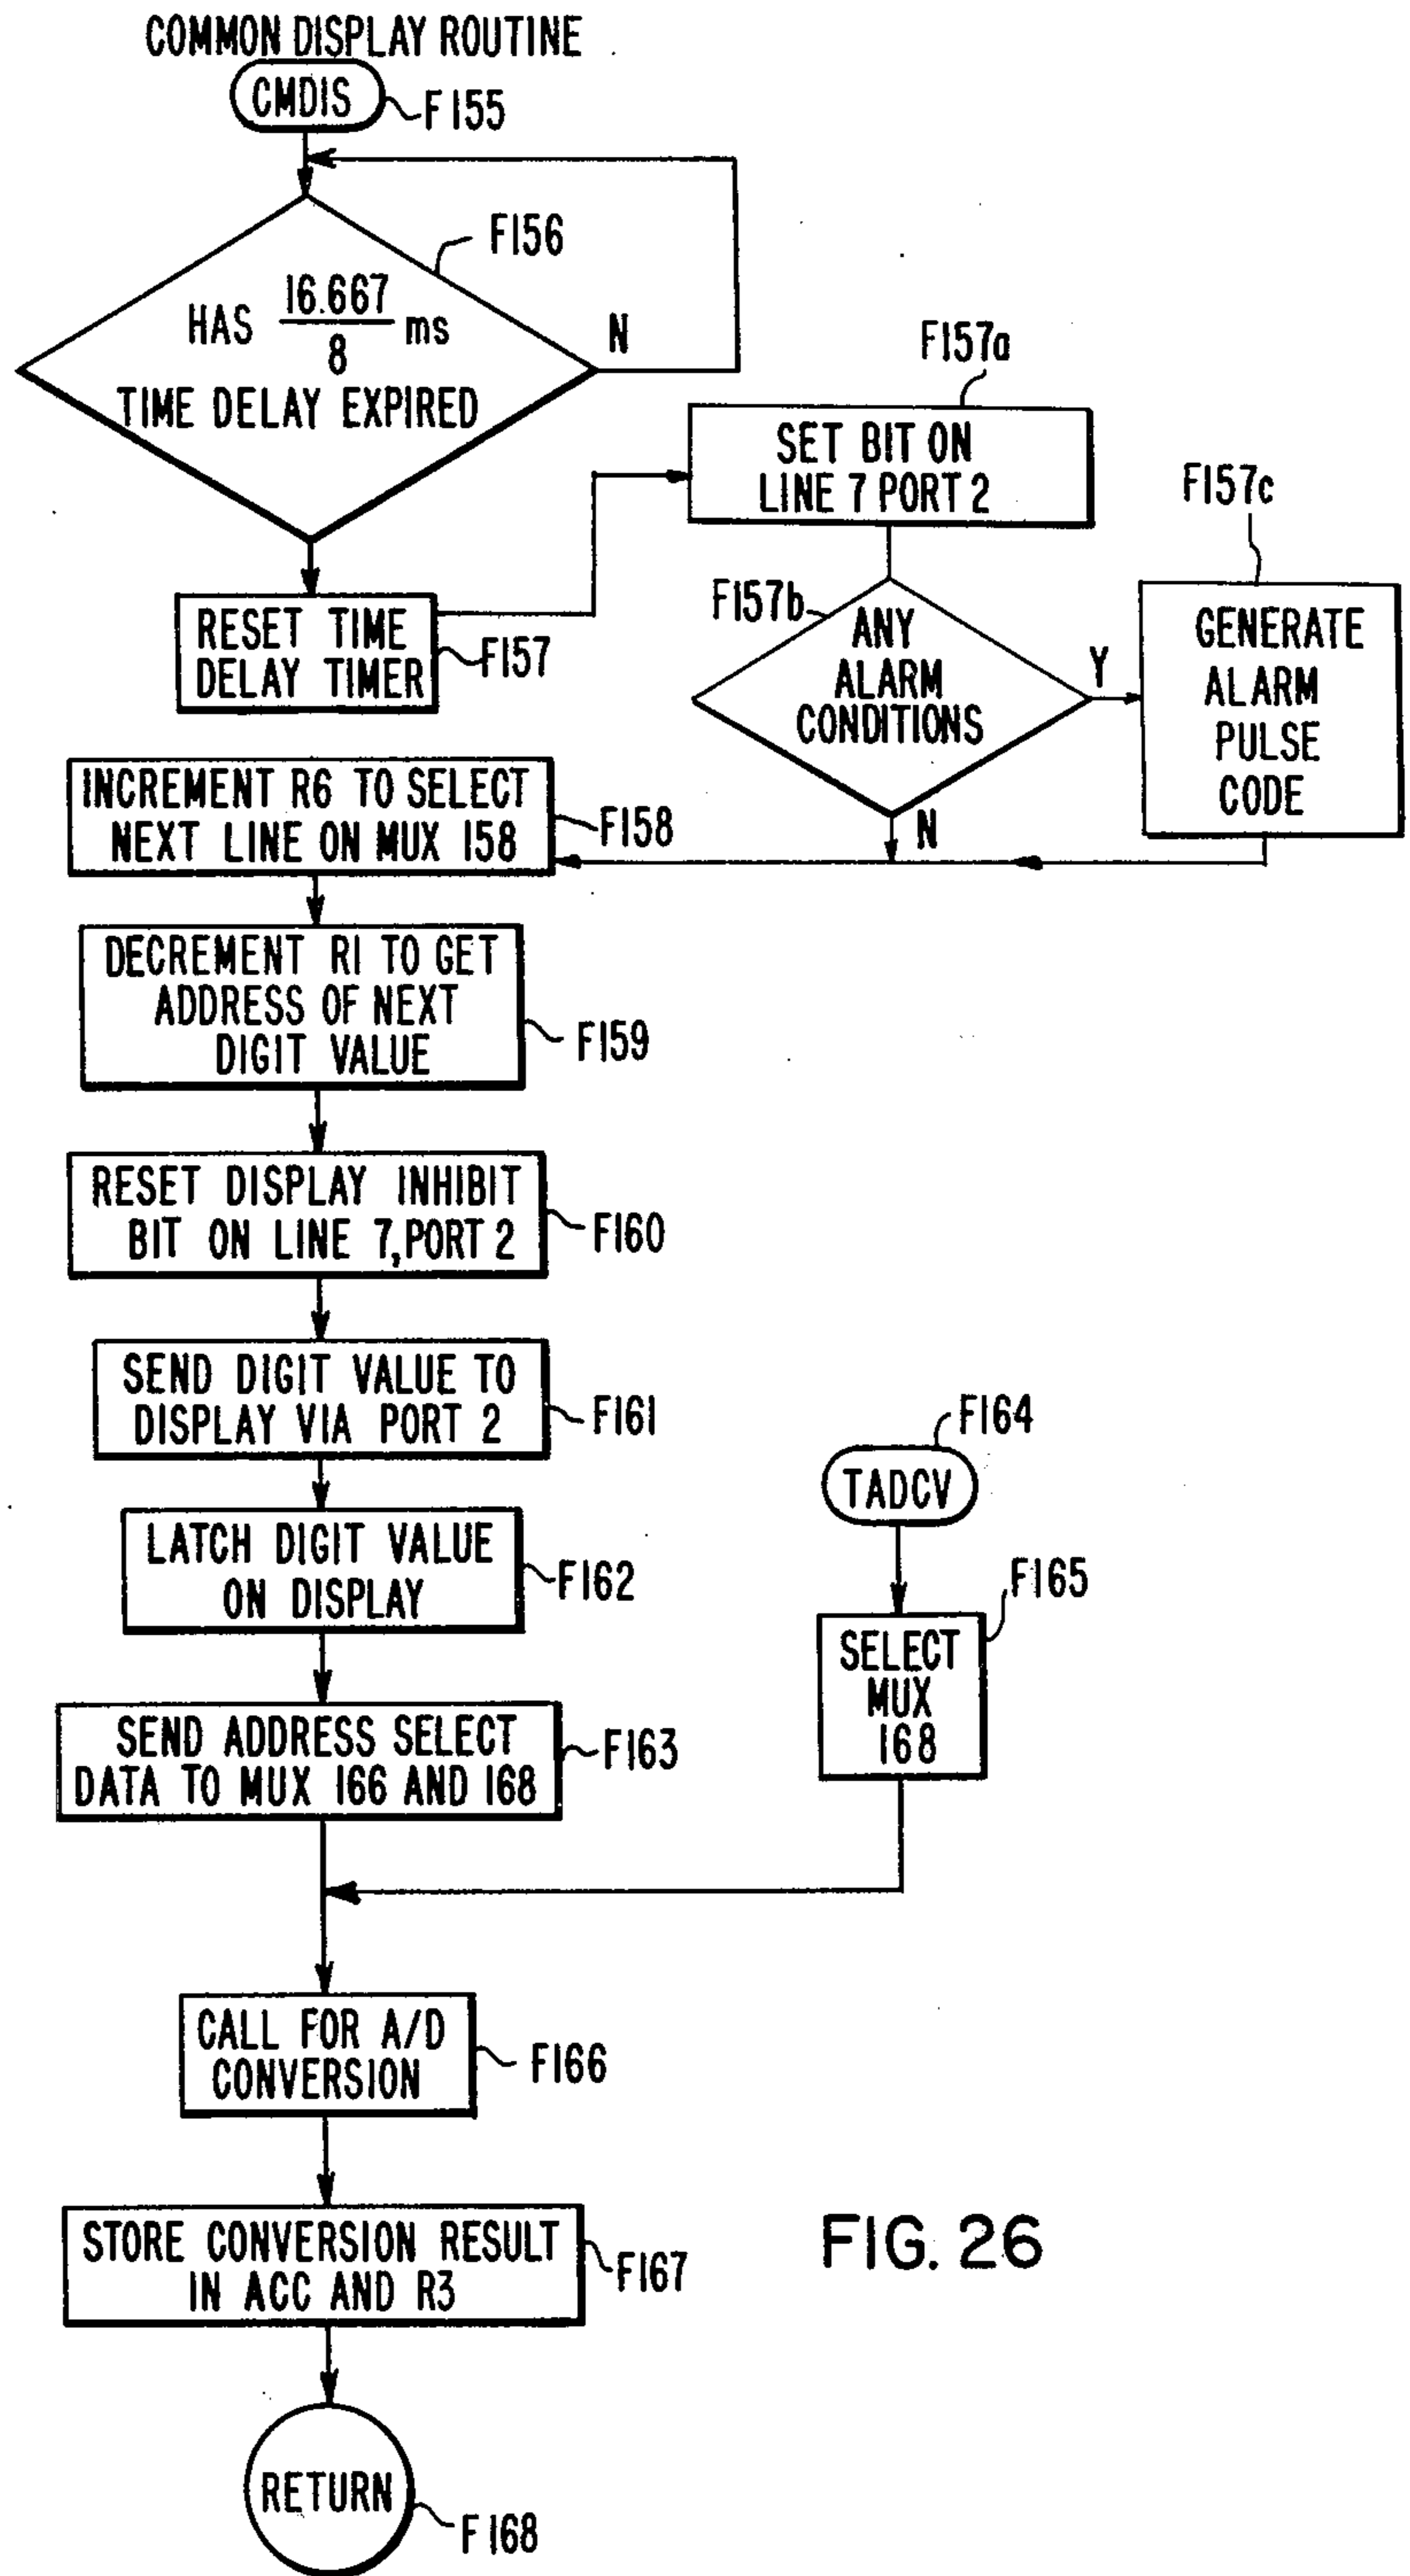 COMMON DISPLAY ROUTINE
CMDIS
F155
F156
HAS 16.667/8 ms
TIME DELAY EXPIRED
N
RESET TIME
DELAY TIMER
F157
F157a
SET BIT ON
LINE 7 PORT 2
F157b
ANY
ALARM
CONDITIONS
Y
N
F157c
GENERATE
ALARM
PULSE
CODE
INCREMENT R6 TO SELECT
NEXT LINE ON MUX 158
F158
DECREMENT R1 TO GET
ADDRESS OF NEXT
DIGIT VALUE
F159
RESET DISPLAY INHIBIT
BIT ON LINE 7, PORT 2
F160
SEND DIGIT VALUE TO
DISPLAY VIA PORT 2
F161
LATCH DIGIT VALUE
ON DISPLAY
F162
SEND ADDRESS SELECT
DATA TO MUX 166 AND 168
F163
F164
TADCV
F165
SELECT
MUX
168
CALL FOR A/D
CONVERSION
F166
STORE CONVERSION RESULT
IN ACC AND R3
F167
RETURN
F168
FIG. 26